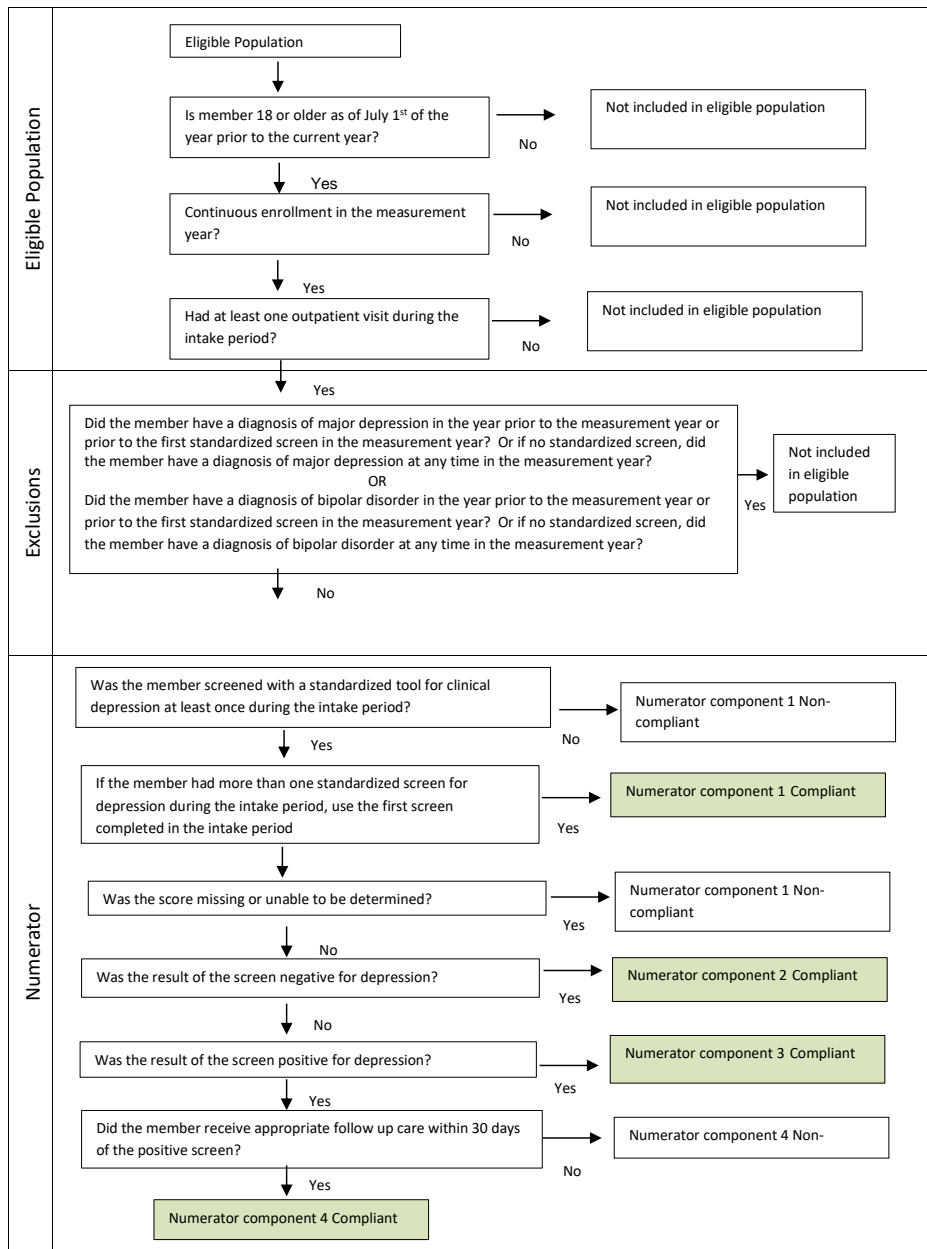 Eligible Population
Eligible Population
Is member 18 or older as of July 1st of the
year prior to the current year?
No
Not included in eligible population
Yes
Continuous enrollment in the measurement
year?
No
Not included in eligible population
Yes
Had at least one outpatient visit during the
intake period?
No
Not included in eligible population
Yes
Exclusions
Did the member have a diagnosis of major depression in the year prior to the measurement year or
prior to the first standardized screen in the measurement year? Or if no standardized screen, did
the member have a diagnosis of major depression at any time in the measurement year?
OR
Did the member have a diagnosis of bipolar disorder in the year prior to the measurement year or
prior to the first standardized screen in the measurement year? Or if no standardized screen, did
the member have a diagnosis of bipolar disorder at any time in the measurement year?
Yes
Not included
in eligible
population
No
Numerator
Was the member screened with a standardized tool for clinical
depression at least once during the intake period?
No
Numerator component 1 Non-
compliant
Yes
If the member had more than one standardized screen for
depression during the intake period, use the first screen
completed in the intake period
Yes
Numerator component 1 Compliant
Was the score missing or unable to be determined?
Yes
Numerator component 1 Non-
compliant
No
Was the result of the screen negative for depression?
Yes
Numerator component 2 Compliant
No
Was the result of the screen positive for depression?
Yes
Numerator component 3 Compliant
Yes
Did the member receive appropriate follow up care within 30 days
of the positive screen?
No
Numerator component 4 Non-
Yes
Numerator component 4 Compliant